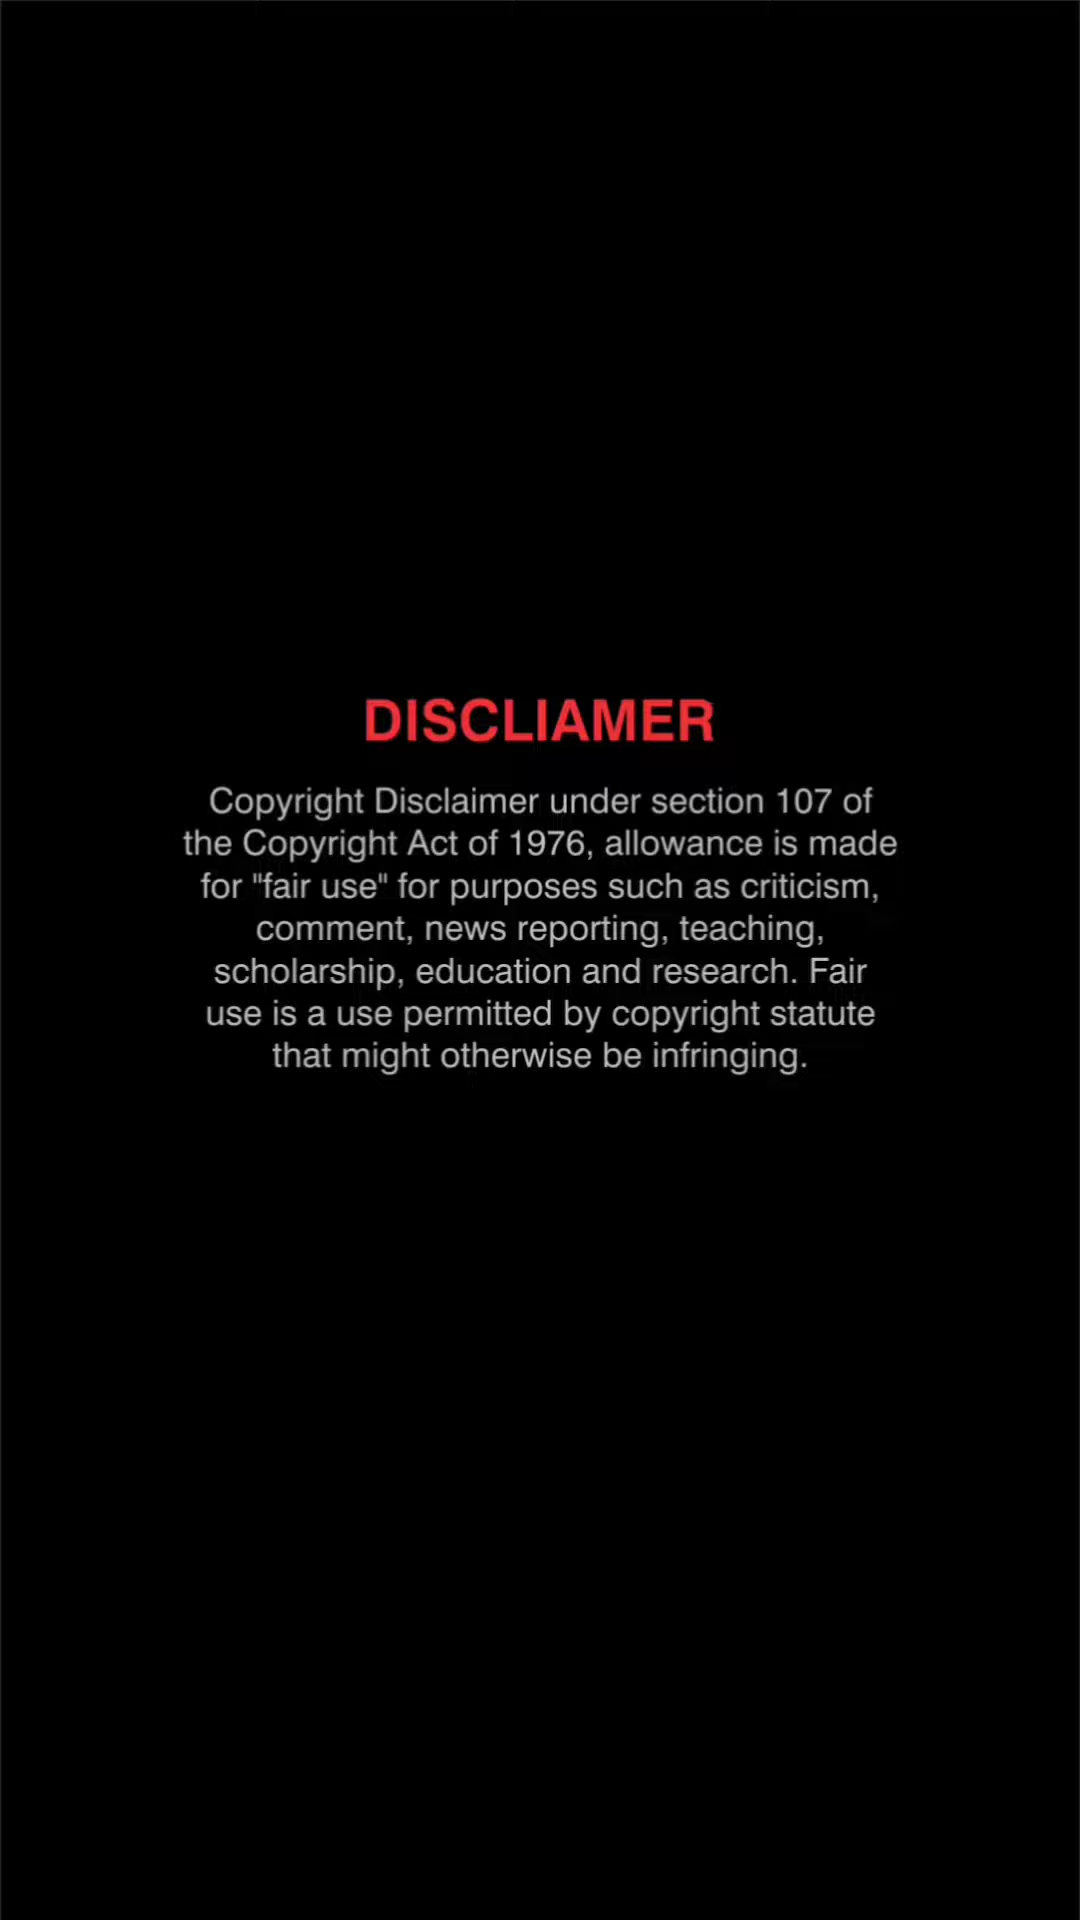 DISCLIAMER
Copyright Disclaimer under section 107 of
the Copyright Act of 1976, allowance is made
for "fair use" for purposes such as criticism,
comment, news reporting, teaching,
scholarship, education and research. Fair
use is a use permitted by copyright statute
that might otherwise be infringing.